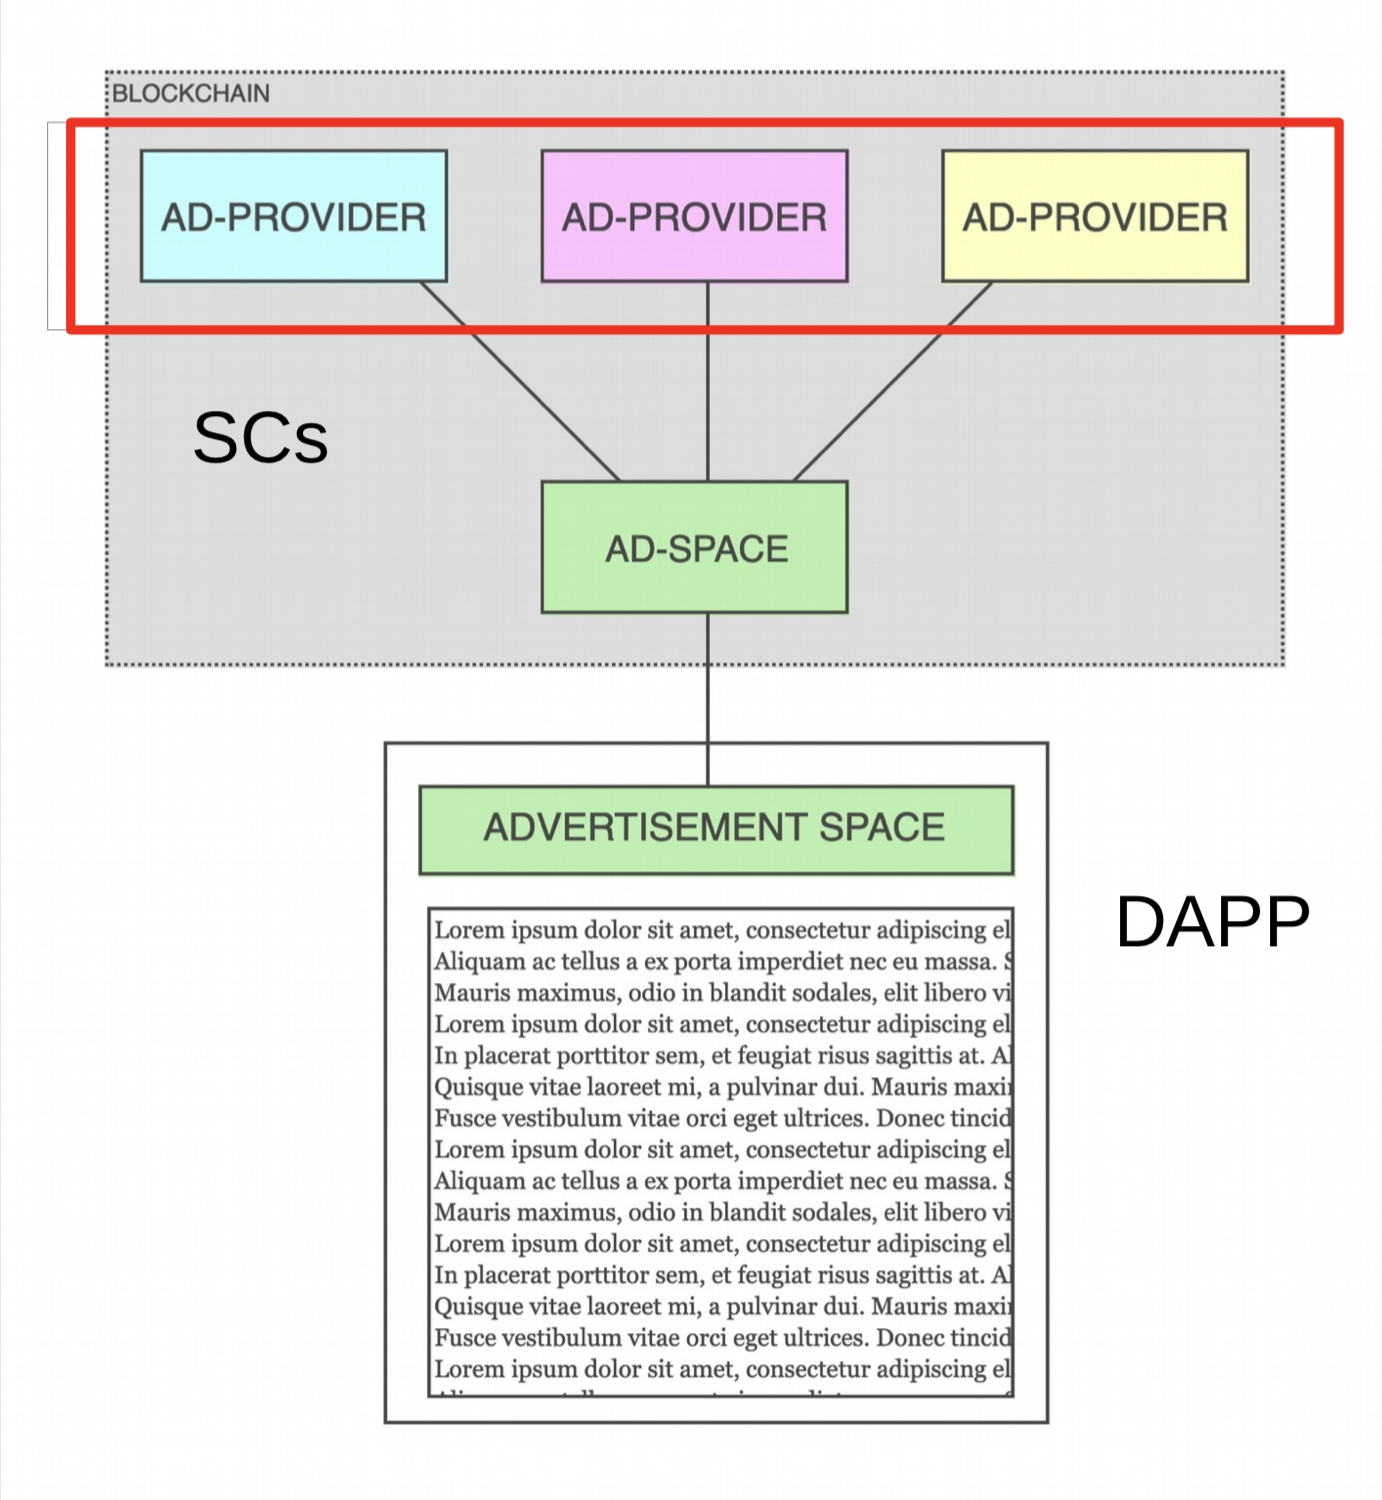 BLOCKCHAIN
AD-PROVIDER AD-PROVIDER AD-PROVIDER
SCs
AD-SPACE
ADVERTISEMENT SPACE
DAPP
Lorem ipsum dolor sit amet, consectetur adipiscing el
Aliquam ac tellus a ex porta imperdiet nec eu massa. S
Mauris maximus, odio in blandit sodales, elit libero vi
Lorem ipsum dolor sit amet, consectetur adipiscing el
In placerat porttitor sem, et feugiat risus sagittis at. Al
Quisque vitae laoreet mi, a pulvinar dui. Mauris maxi
Fusce vestibulum vitae orci eget ultrices. Donec tincid
Lorem ipsum dolor sit amet, consectetur adipiscing el
Aliquam ac tellus a ex porta imperdiet nec eu massa. S
Mauris maximus, odio in blandit sodales, elit libero vi
Lorem ipsum dolor sit amet, consectetur adipiscing el
In placerat porttitor sem, et feugiat risus sagittis at. Al
Quisque vitae laoreet mi, a pulvinar dui. Mauris maxi
Fusce vestibulum vitae orci eget ultrices. Donec tincid
Lorem ipsum dolor sit amet, consectetur adipiscing el